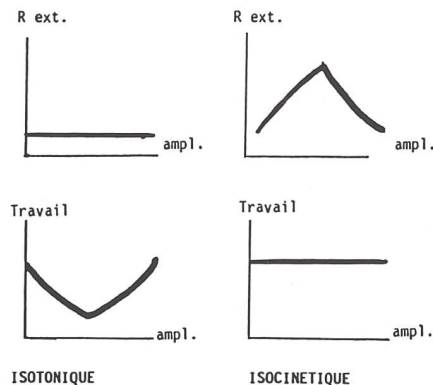 R ext.
R ext.
ampl.
ampl.
Travail
Travail
ampl.
ampl.
ISOTONIQUE
ISOCINETIQUE